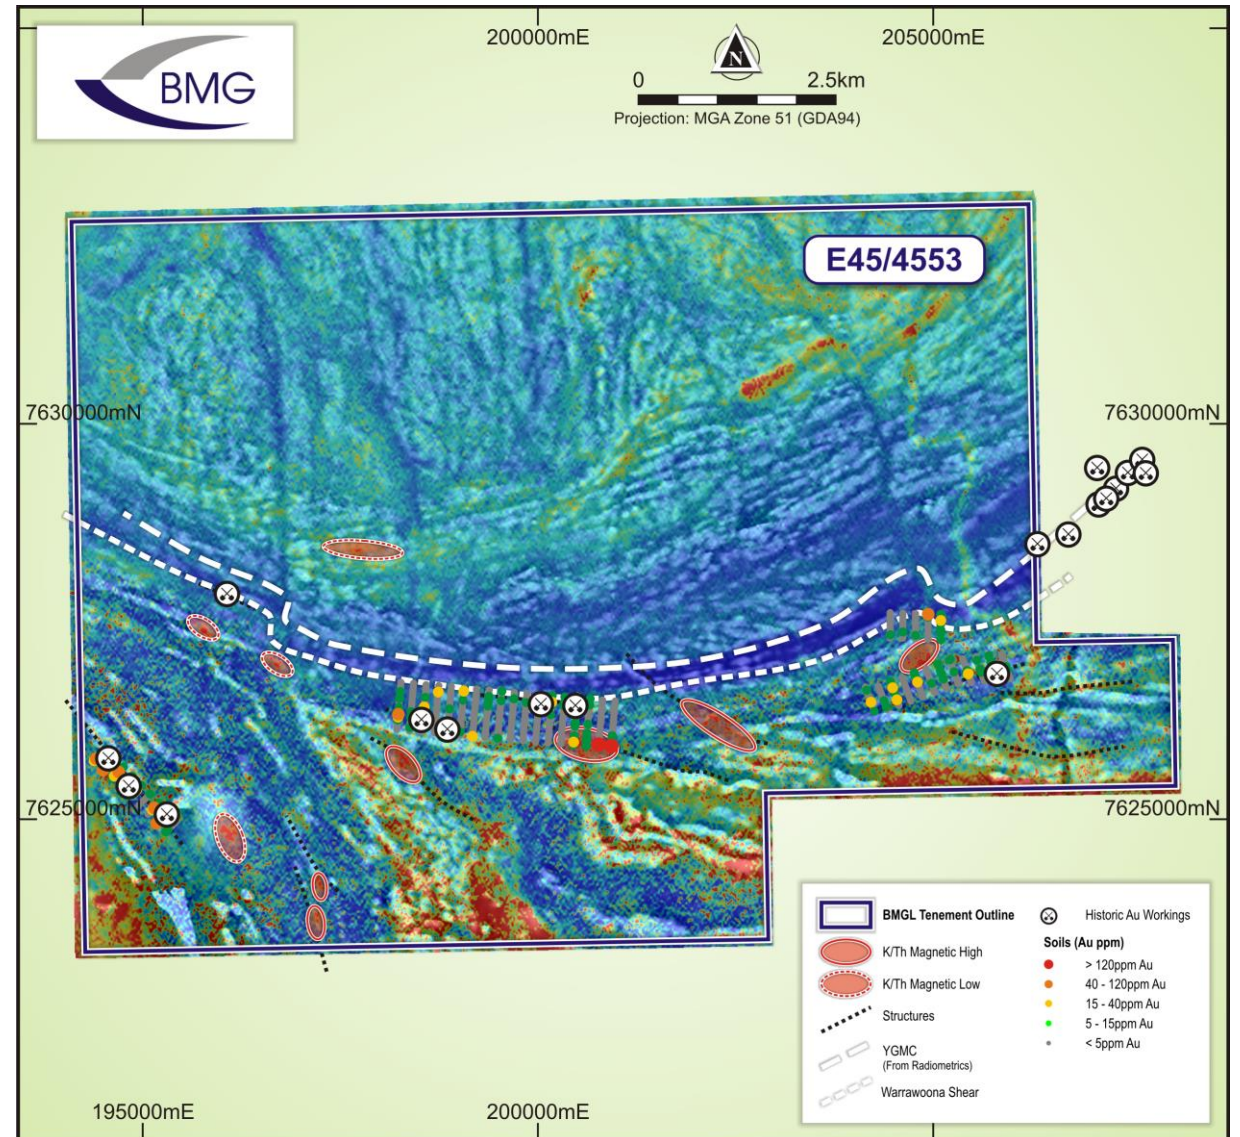 200000mE
205000mE
BMG
N
0
2.5km
Projection: MGA Zone 51 (GDA94)
E45/4553
7630000mN
7630000mN
7625000mN
7625000mN
BMGL Tenement Outline
K/Th Magnetic High
K/Th Magnetic Low
Structures
YGMC
(From Radiometrics)
Warrawoona Shear
Historic Au Workings
Soils (Au ppm)
> 120ppm Au
40 - 120ppm Au
15 - 40ppm Au
5 - 15ppm Au
< 5ppm Au
195000mE
200000mE